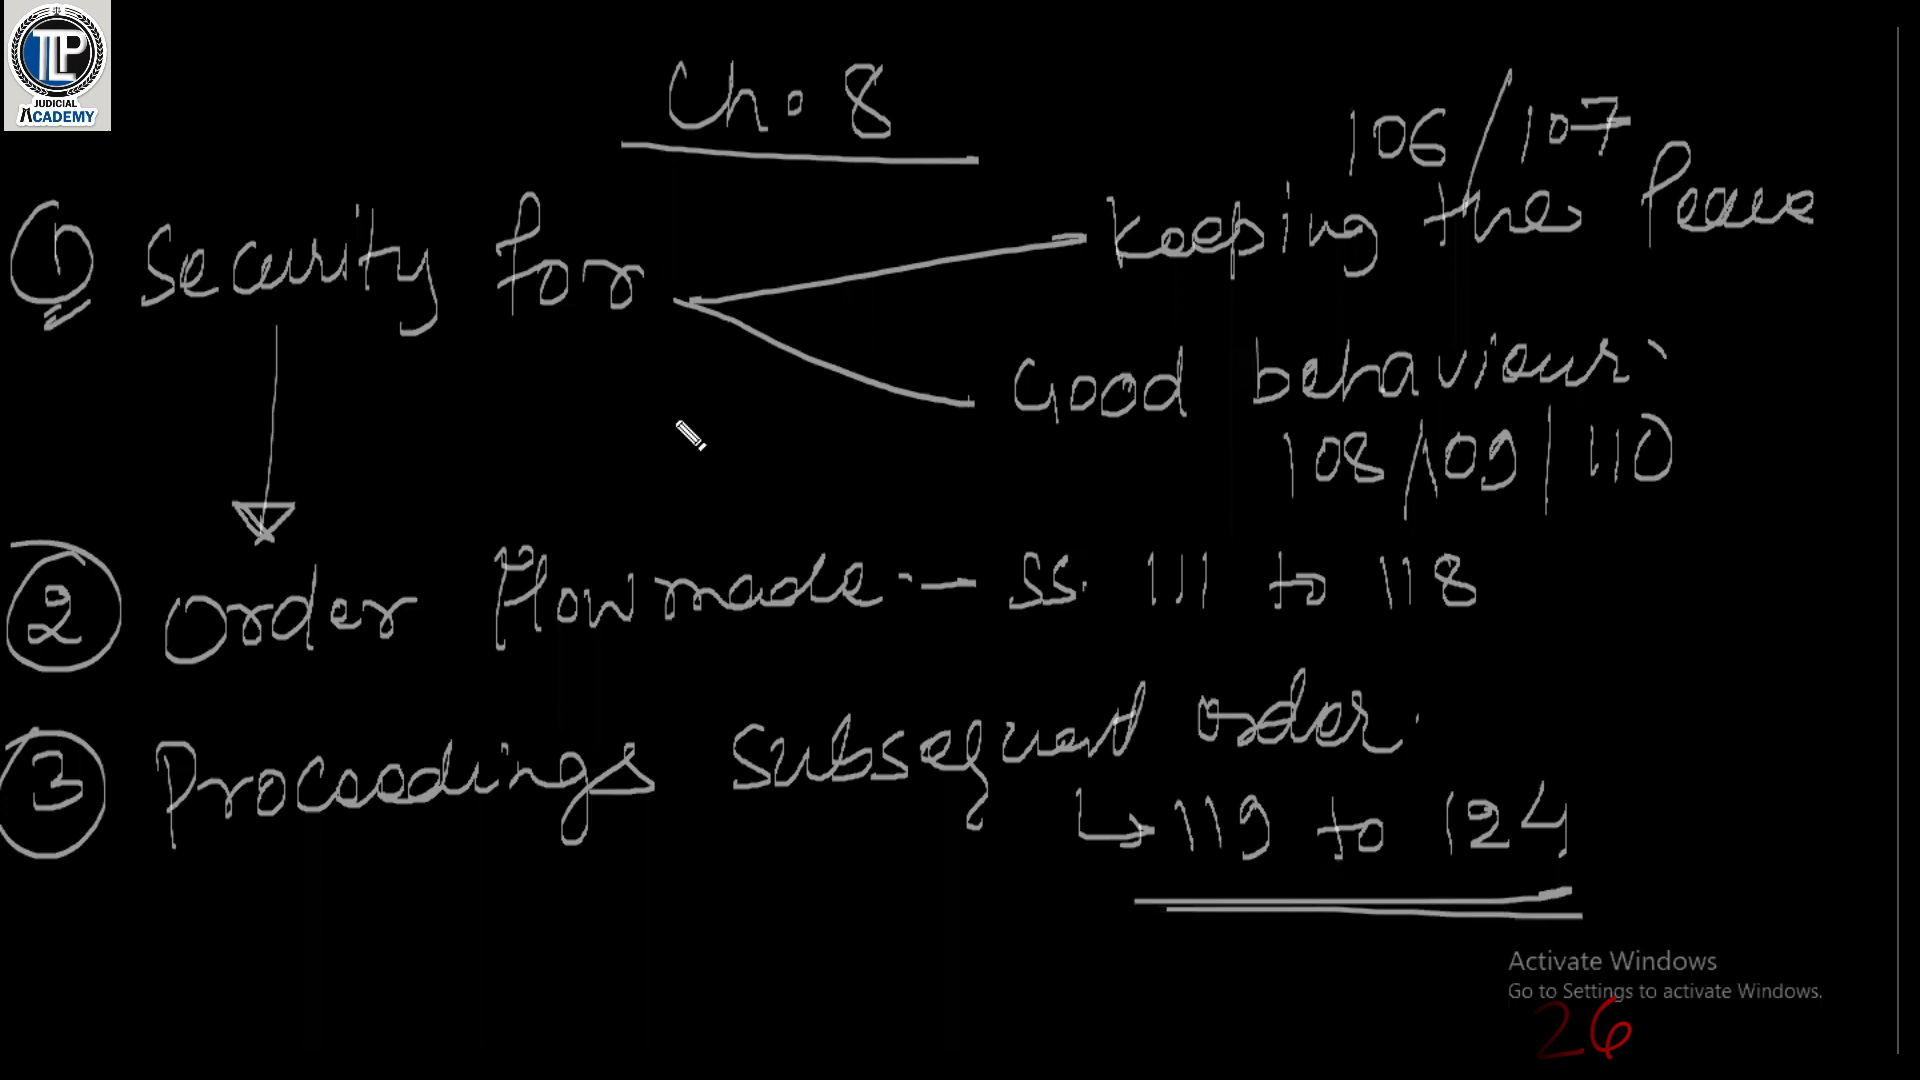 TLP
JUDICIAL
ACADEMY
Ch. 8
106/107
① Security for
Keeping the Peace
Good behaviour.
108/109/110
② Order How made - SS. 111 to 118
③ Proceedings subsequent order.
↳ 119 to 124
Activate Windows
Go to Settings to activate Windows.
26